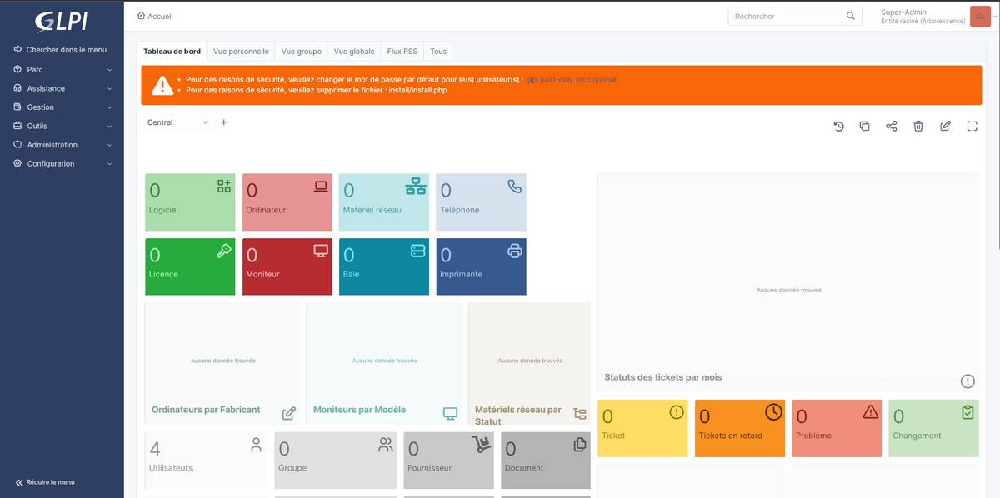 GLPI
Accueil
Rechercher
Super-Admin
Entité racine (Arborescence)
GL
Chercher dans le menu
Parc
Assistance
Gestion
Outils
Administration
Configuration
Réduire le menu
Tableau de bord Vue personnelle Vue groupe Vue globale Flux RSS Tous
• Pour des raisons de sécurité, veuillez changer le mot de passe par défaut pour le(s) utilisateur(s) : glpi post-only tech normal
• Pour des raisons de sécurité, veuillez supprimer le fichier : install/install.php
Central
0
Logiciel
0
Ordinateur
0
Matériel réseau
0
Téléphone
0
Licence
0
Moniteur
0
Baie
0
Imprimante
Aucune donnée trouvée
Ordinateurs par Fabricant
Aucune donnée trouvée
Moniteurs par Modèle
Aucune donnée trouvée
Matériels réseau par
Statut
4
Utilisateurs
0
Groupe
0
Fournisseur
0
Document
Aucune donnée trouvée
Statuts des tickets par mois
0
Ticket
0
Tickets en retard
0
Problème
0
Changement